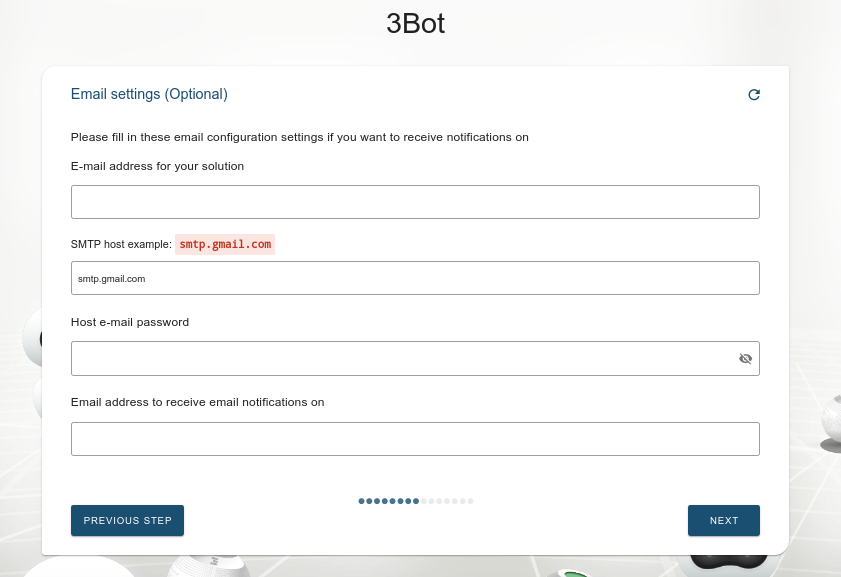 3Bot
Email settings (Optional)
Please fill in these email configuration settings if you want to receive notifications on
E-mail address for your solution
SMTP host example: smtp.gmail.com
smtp.gmail.com
Host e-mail password
Email address to receive email notifications on
PREVIOUS STEP
NEXT